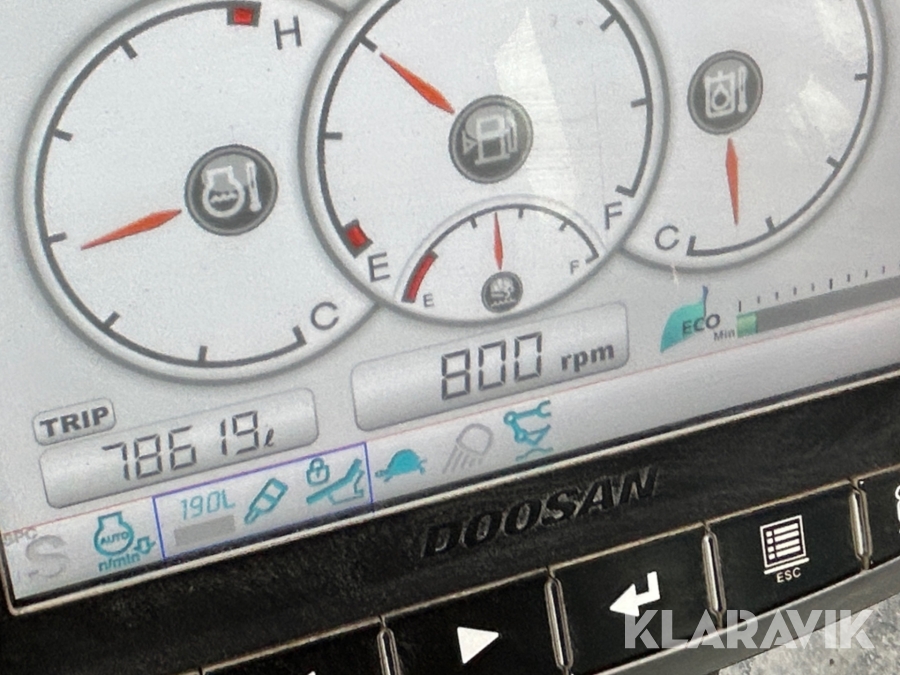 H
C
E
F
E
F
C
ECO
Min
TRIP
78619ℓ
800 rpm
S
AUTO
n/min
190L
DOOSAN
ESC
KLARAVIK